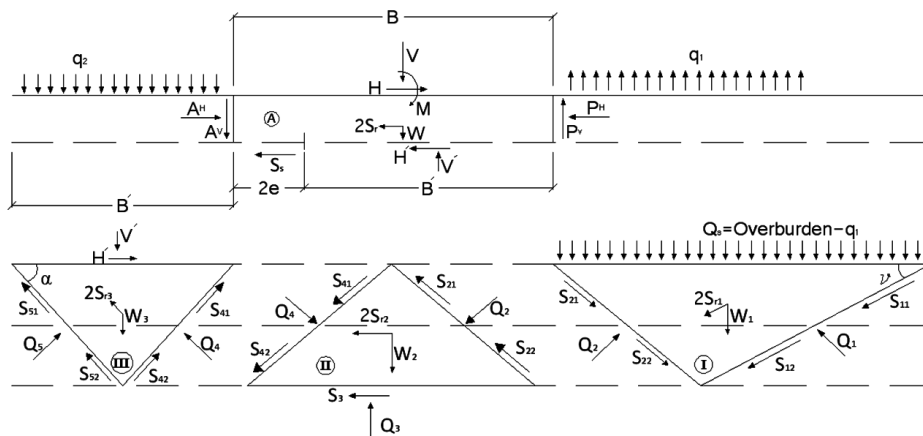 B
q₂
V
q₁
H
M
Aᴴ
Aⱽ
A
2Sᵣ
W
Pᴴ
Pᵥ
H´
V´
Sₛ
B´
2e
B´
V´
H´
Qₐ=Overburden-q₁
α
S₄₁
S₂₁
S₂₁
ν
S₁₁
S₅₁
2Sᵣ₃
W₃
S₄₁
Q₄
2Sᵣ₂
Q₂
2Sᵣ₁
W₁
Q₅
Q₄
W₂
Q₂
Q₁
S₅₂
III
S₄₂
S₄₂
II
S₂₂
S₂₂
I
S₁₂
S₃
Q₃